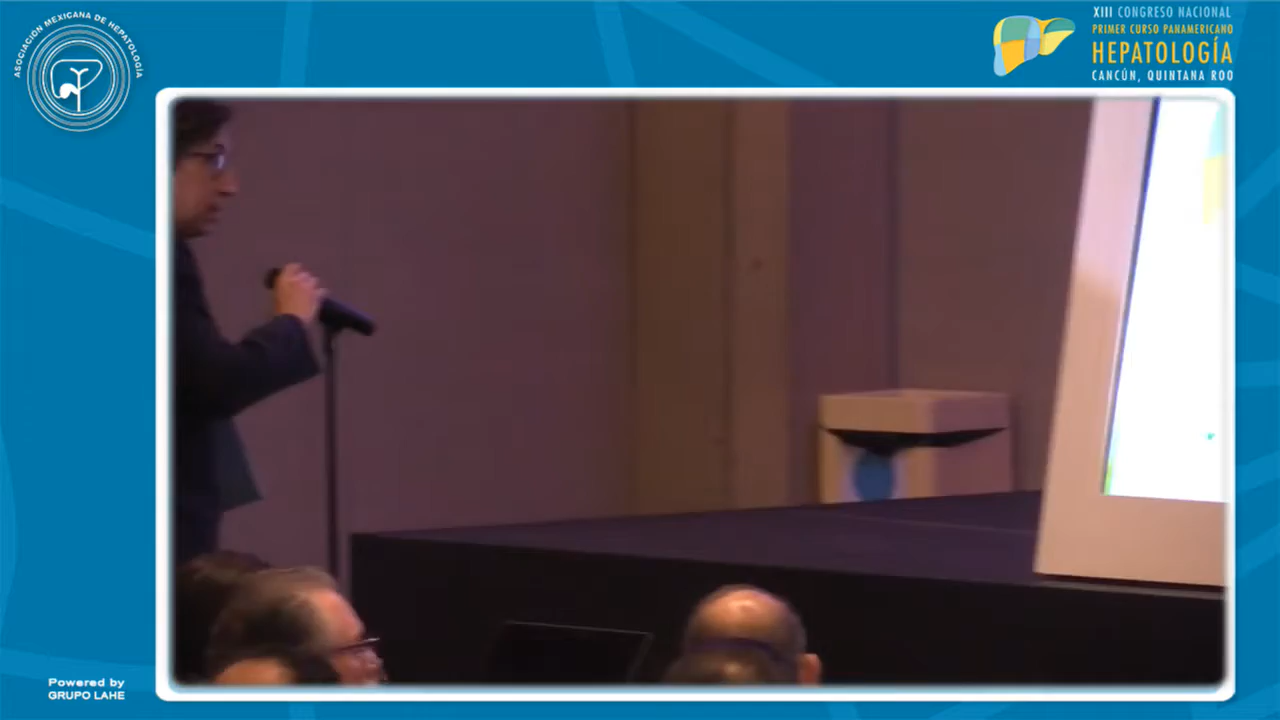 ASOCIACIÓN MEXICANA DE HEPATOLOGÍA
XIII CONGRESO NACIONAL
PRIMER CURSO PANAMERICANO
HEPATOLOGÍA
CANCÚN, QUINTANA ROO
Powered by
GRUPO LAHE